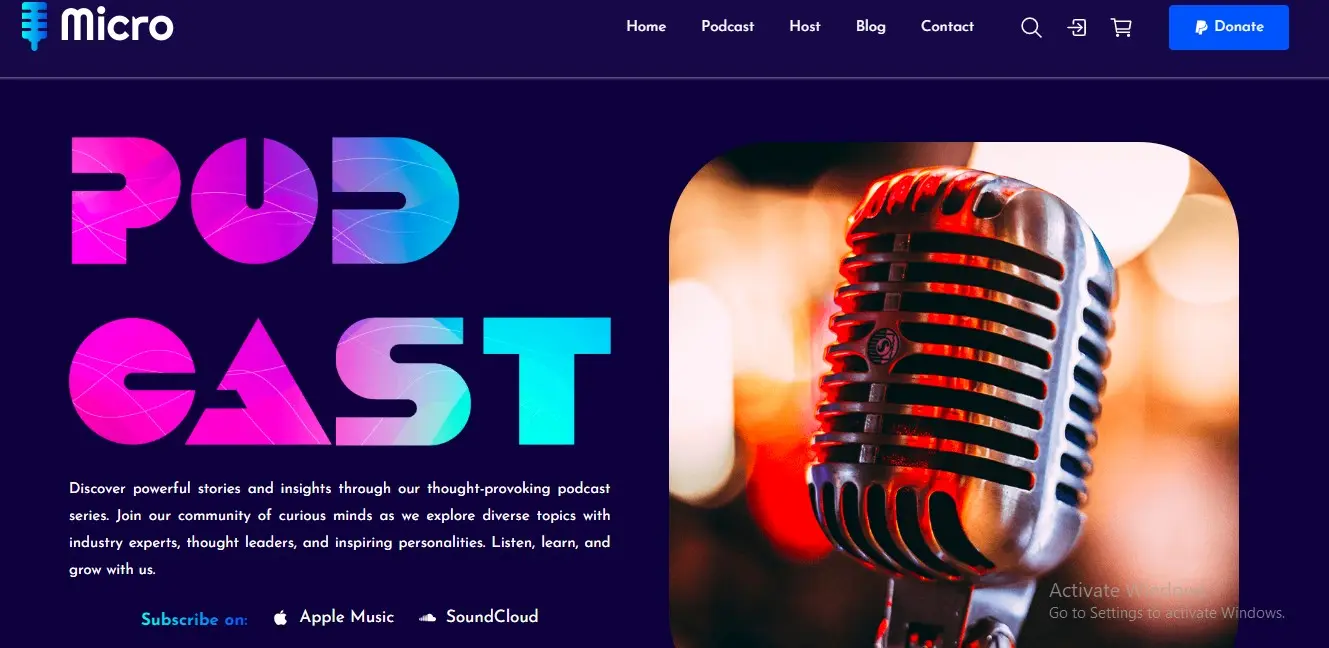 Micro
Home Podcast Host Blog Contact Donate
POD
CAST
Discover powerful stories and insights through our thought-provoking podcast
series. Join our community of curious minds as we explore diverse topics with
industry experts, thought leaders, and inspiring personalities. Listen, learn, and
grow with us.
Subscribe on: Apple Music SoundCloud
Activate Windows
Go to Settings to activate Windows.